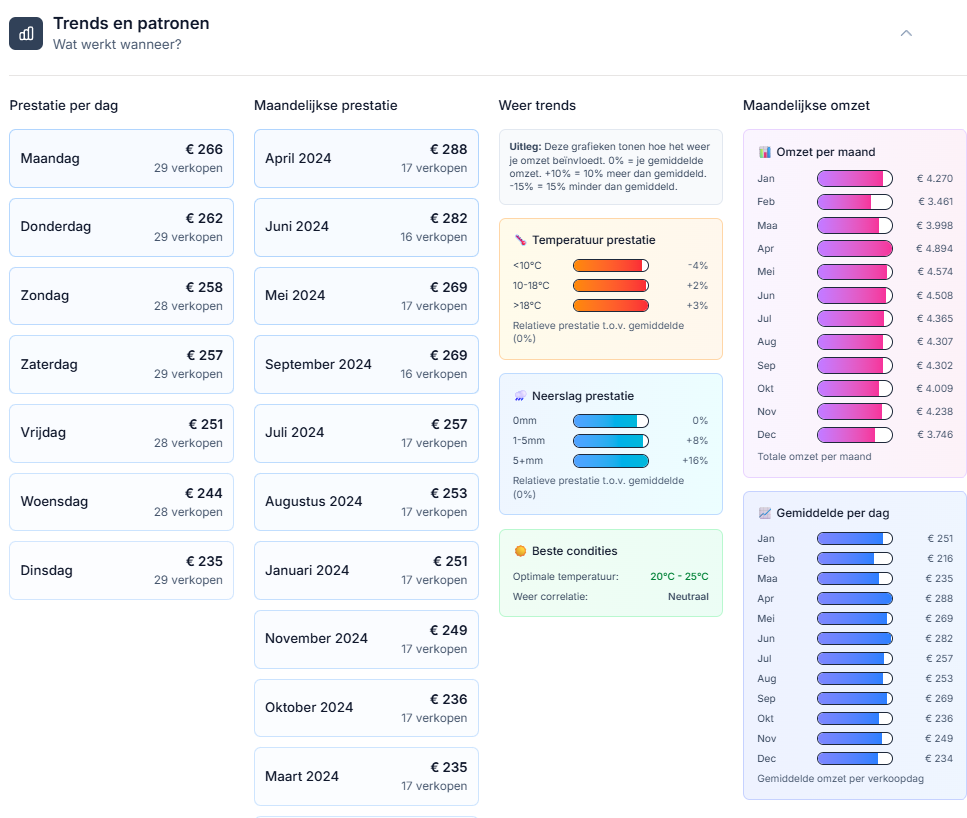 Trends en patronen
Wat werkt wanneer?
Prestatie per dag
Maandag
€ 266
29 verkopen
Donderdag
€ 262
29 verkopen
Zondag
€ 258
28 verkopen
Zaterdag
€ 257
29 verkopen
Vrijdag
€ 251
28 verkopen
Woensdag
€ 244
28 verkopen
Dinsdag
€ 235
29 verkopen
Maandelijkse prestatie
April 2024
€ 288
17 verkopen
Juni 2024
€ 282
16 verkopen
Mei 2024
€ 269
17 verkopen
September 2024
€ 269
16 verkopen
Juli 2024
€ 257
17 verkopen
Augustus 2024
€ 253
17 verkopen
Januari 2024
€ 251
17 verkopen
November 2024
€ 249
17 verkopen
Oktober 2024
€ 236
17 verkopen
Maart 2024
€ 235
17 verkopen
Weer trends
Uitleg: Deze grafieken tonen hoe het weer
je omzet beïnvloedt. 0% = je gemiddelde
omzet. +10% = 10% meer dan gemiddeld.
-15% = 15% minder dan gemiddeld.
Temperatuur prestatie
<10°C -4%
10-18°C +2%
>18°C +3%
Relatieve prestatie t.o.v. gemiddelde
(0%)
Neerslag prestatie
0mm 0%
1-5mm +8%
5+mm +16%
Relatieve prestatie t.o.v. gemiddelde
(0%)
Beste condities
Optimale temperatuur: 20°C - 25°C
Weer correlatie: Neutraal
Maandelijkse omzet
Omzet per maand
Jan € 4.270
Feb € 3.461
Maa € 3.998
Apr € 4.894
Mei € 4.574
Jun € 4.508
Jul € 4.365
Aug € 4.307
Sep € 4.302
Okt € 4.009
Nov € 4.238
Dec € 3.746
Totale omzet per maand
Gemiddelde per dag
Jan € 251
Feb € 216
Maa € 235
Apr € 288
Mei € 269
Jun € 282
Jul € 257
Aug € 253
Sep € 269
Okt € 236
Nov € 249
Dec € 234
Gemiddelde omzet per verkoopdag